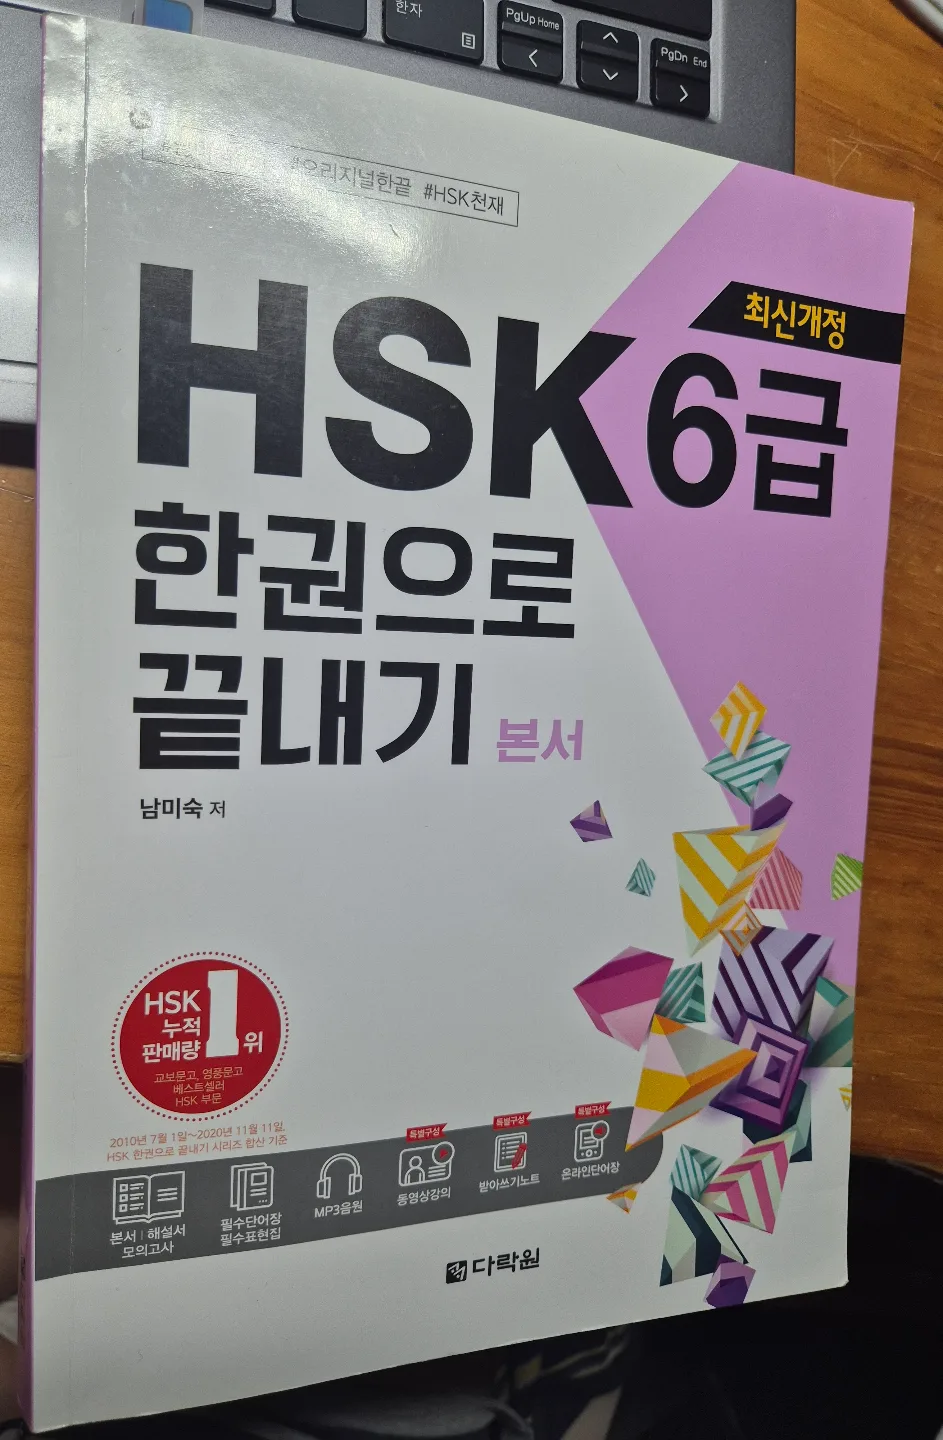 한자
PgUp Home
PgDn End
#오리지널한끝 #HSK천재
최신개정
HSK 6급
한권으로
끝내기 본서
남미숙 저
HSK
누적
판매량 1위
교보문고, 영풍문고
베스트셀러
HSK 부문
2010년 7월 1일~2020년 11월 11일,
HSK 한권으로 끝내기 시리즈 합산 기준
본서 | 해설서
모의고사
필수단어장
필수표현집
MP3음원
특별구성
동영상강의
특별구성
받아쓰기노트
특별구성
온라인단어장
다락원